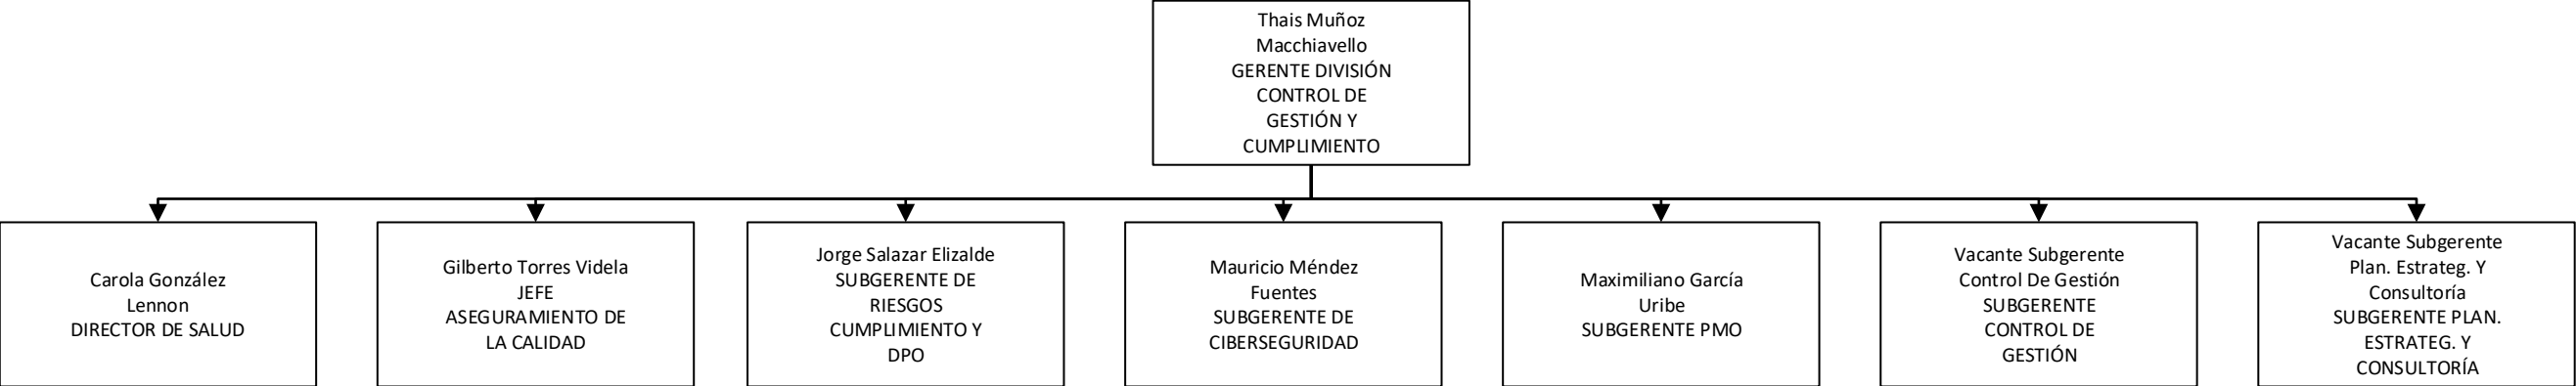 Thais Muñoz
Macchiavello
GERENTE DIVISIÓN
CONTROL DE
GESTIÓN Y
CUMPLIMIENTO
Carola González
Lennon
DIRECTOR DE SALUD
Gilberto Torres Videla
JEFE
ASEGURAMIENTO DE
LA CALIDAD
Jorge Salazar Elizalde
SUBGERENTE DE
RIESGOS
CUMPLIMIENTO Y
DPO
Mauricio Méndez
Fuentes
SUBGERENTE DE
CIBERSEGURIDAD
Maximiliano García
Uribe
SUBGERENTE PMO
Vacante Subgerente
Control De Gestión
SUBGERENTE
CONTROL DE
GESTIÓN
Vacante Subgerente
Plan. Estrateg. Y
Consultoría
SUBGERENTE PLAN.
ESTRATEG. Y
CONSULTORÍA